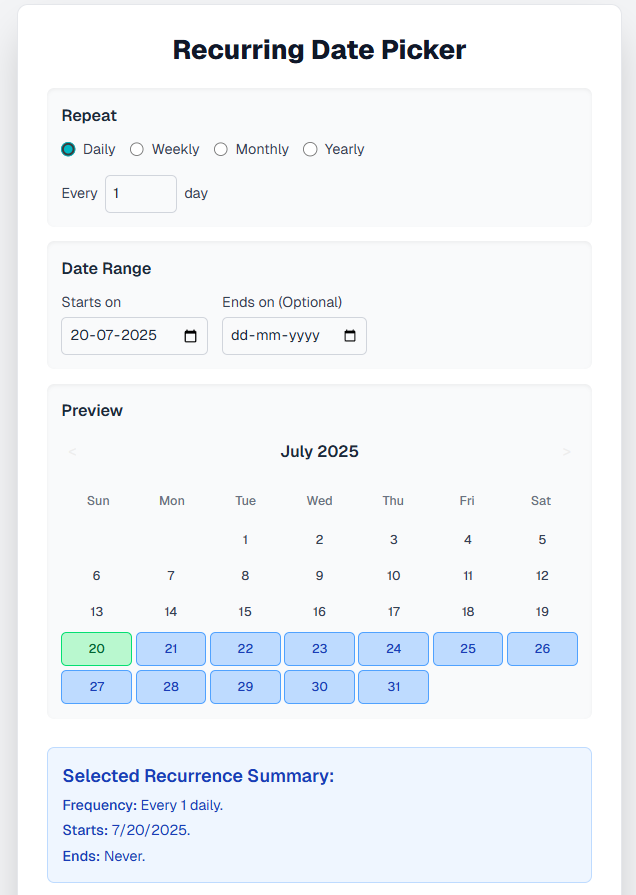 Recurring Date Picker
Repeat
Daily Weekly Monthly Yearly
Every 1 day
Date Range
Starts on Ends on (Optional)
20-07-2025 dd-mm-yyyy
Preview
< July 2025 >
Sun Mon Tue Wed Thu Fri Sat
1 2 3 4 5
6 7 8 9 10 11 12
13 14 15 16 17 18 19
20 21 22 23 24 25 26
27 28 29 30 31
Selected Recurrence Summary:
Frequency: Every 1 daily.
Starts: 7/20/2025.
Ends: Never.